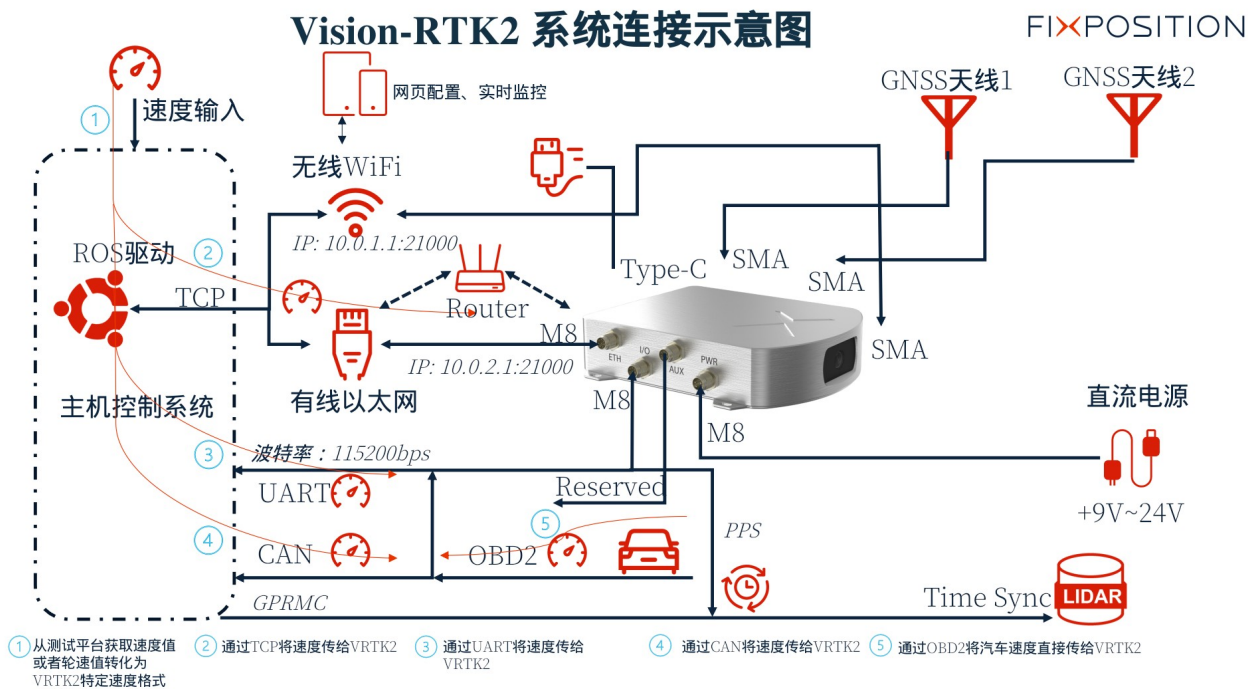 Vision-RTK2 系统连接示意图
FIXPOSITION
网页配置、实时监控
GNSS天线1
GNSS天线2
1
速度输入
无线WiFi
IP: 10.0.1.1:21000
ROS驱动
2
TCP
Router
Type-C
SMA
SMA
SMA
M8
ETH
I/O
AUX
PWR
IP: 10.0.2.1:21000
有线以太网
主机控制系统
M8
M8
直流电源
+9V~24V
3
波特率：115200bps
UART
Reserved
4
CAN
5
OBD2
PPS
GPRMC
Time Sync
LIDAR
1 从测试平台获取速度值
或者轮速值转化为
VRTK2特定速度格式
2 通过TCP将速度传给VRTK2
3 通过UART将速度传给
VRTK2
4 通过CAN将速度传给VRTK2
5 通过OBD2将汽车速度直接传给VRTK2